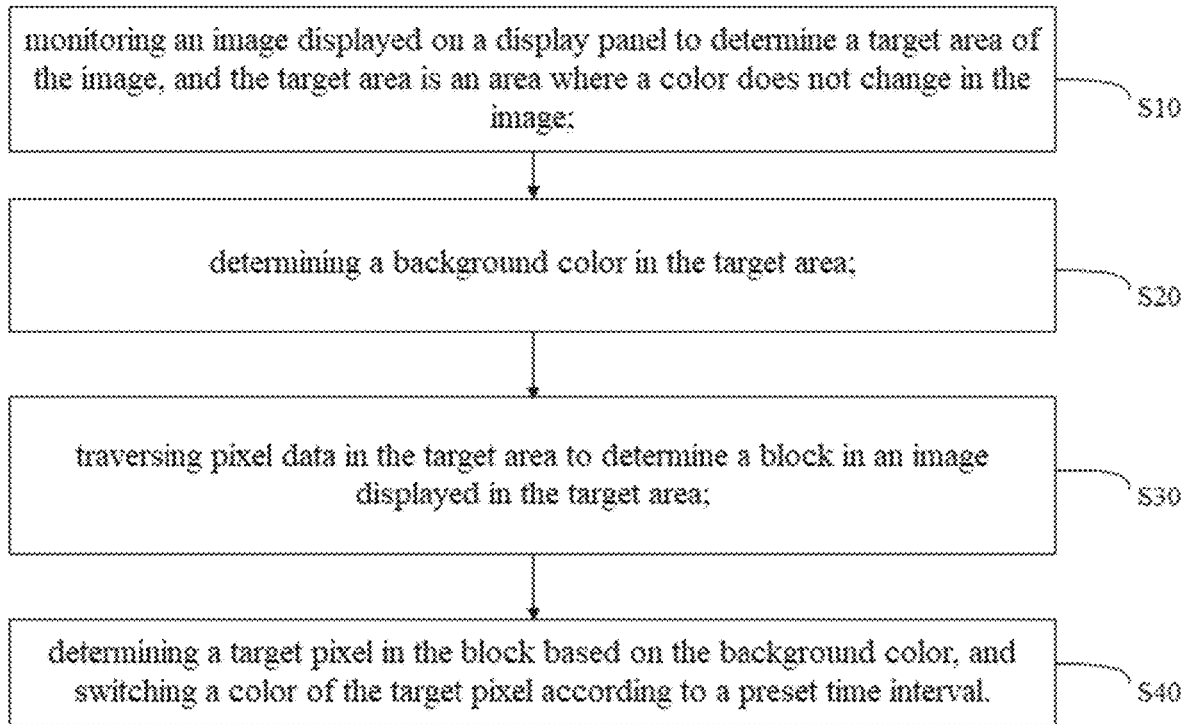 monitoring an image displayed on a display panel to determine a target area of
the image, and the target area is an area where a color does not change in the
image;
S10
determining a background color in the target area;
S20
traversing pixel data in the target area to determine a block in an image
displayed in the target area;
S30
determining a target pixel in the block based on the background color, and
switching a color of the target pixel according to a preset time interval.
S40